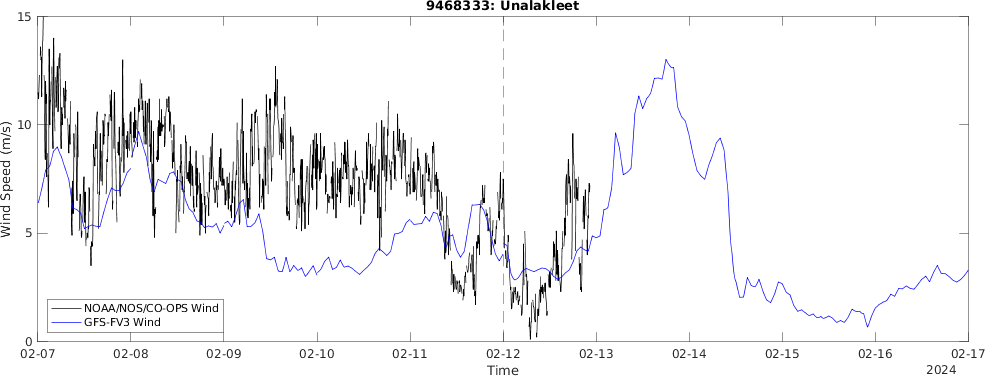 9468333: Unalakleet
15
10
5
0
Wind Speed (m/s)
NOAA/NOS/CO-OPS Wind
GFS-FV3 Wind
02-07 02-08 02-09 02-10 02-11 02-12 02-13 02-14 02-15 02-16 02-17
Time
2024